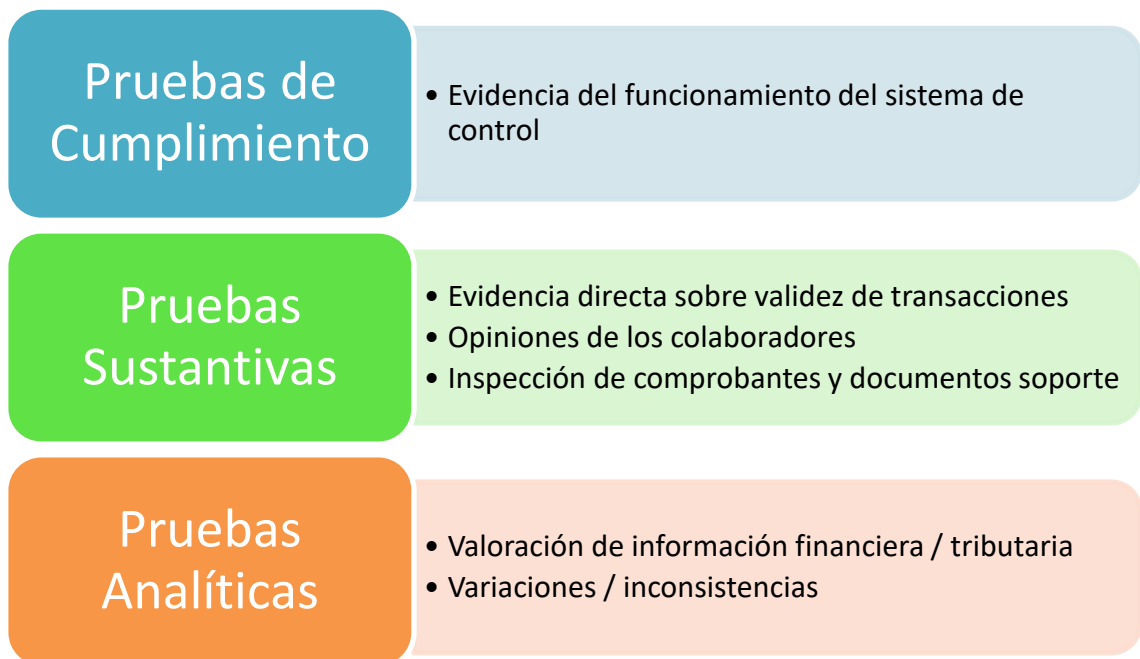 Pruebas de
Cumplimiento
• Evidencia del funcionamiento del sistema de
control
Pruebas
Sustantivas
• Evidencia directa sobre validez de transacciones
• Opiniones de los colaboradores
• Inspección de comprobantes y documentos soporte
Pruebas
Analíticas
• Valoración de información financiera / tributaria
• Variaciones / inconsistencias